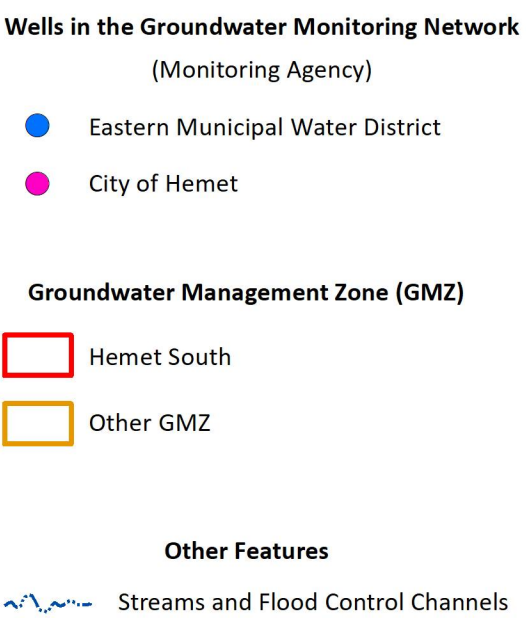 Wells in the Groundwater Monitoring Network
(Monitoring Agency)
Eastern Municipal Water District
City of Hemet
Groundwater Management Zone (GMZ)
Hemet South
Other GMZ
Other Features
Streams and Flood Control Channels